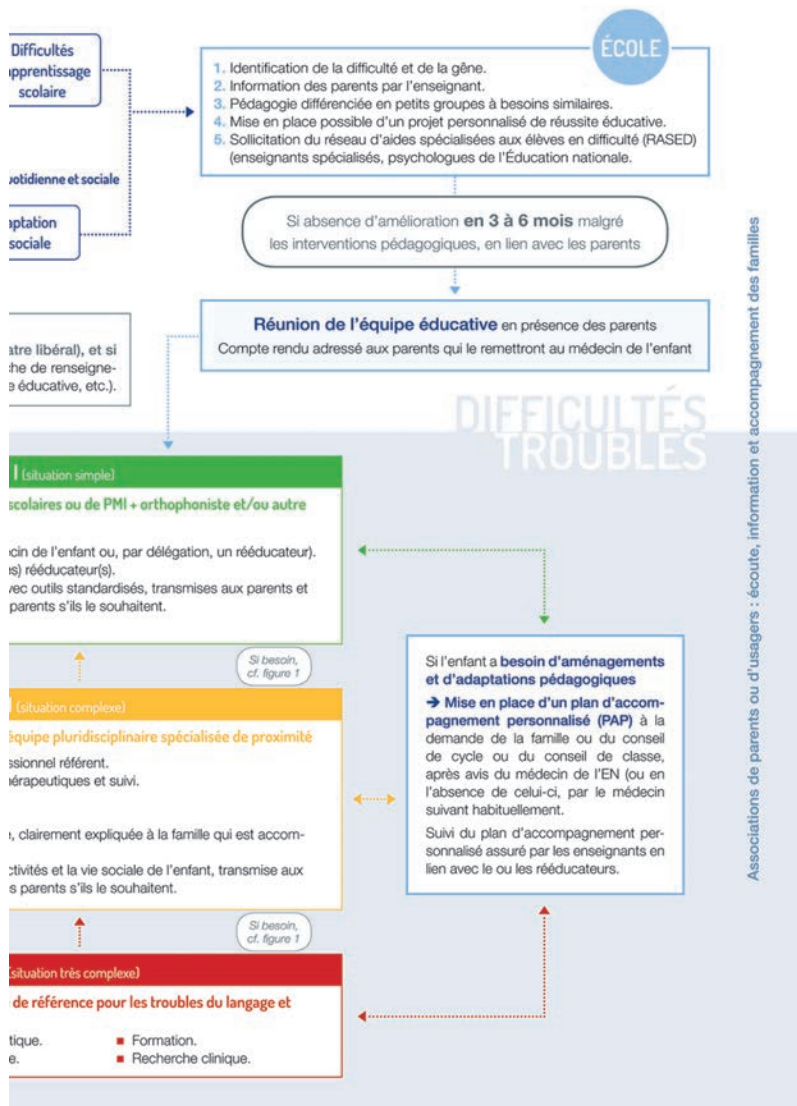 Difficultés
apprentissage
scolaire
ÉCOLE
1. Identification de la difficulté et de la gêne.
2. Information des parents par l'enseignant.
3. Pédagogie différenciée en petits groupes à besoins similaires.
4. Mise en place possible d'un projet personnalisé de réussite éducative.
5. Sollicitation du réseau d'aides spécialisées aux élèves en difficulté (RASED)
(enseignants spécialisés, psychologues de l'Éducation nationale.
uotidienne et sociale
aptation
sociale
Si absence d'amélioration en 3 à 6 mois malgré
les interventions pédagogiques, en lien avec les parents
Réunion de l'équipe éducative en présence des parents
Compte rendu adressé aux parents qui le remettront au médecin de l'enfant
atre libéral), et si
che de renseigne-
e éducative, etc.).
DIFFICULTÉS
TROUBLES
(situation simple)
scolaires ou de PMI + orthophoniste et/ou autre
ecin de l'enfant ou, par délégation, un rééducateur).
s) rééducateur(s).
vec outils standardisés, transmises aux parents et
parents s'ils le souhaitent.
Si besoin,
cf. figure 1
(situation complexe)
équipe pluridisciplinaire spécialisée de proximité
ssionnel référent.
érapeutiques et suivi.
e, clairement expliquée à la famille qui est accom-
ctivités et la vie sociale de l'enfant, transmise aux
s parents s'ils le souhaitent.
Si besoin,
cf. figure 1
(situation très complexe)
de référence pour les troubles du langage et
tique.
■ Formation.
e.
■ Recherche clinique.
Si l'enfant a besoin d'aménagements
et d'adaptations pédagogiques
➔ Mise en place d'un plan d'accom-
pagnement personnalisé (PAP) à la
demande de la famille ou du conseil
de cycle ou du conseil de classe,
après avis du médecin de l'EN (ou en
l'absence de celui-ci, par le médecin
suivant habituellement.
Suivi du plan d'accompagnement per-
sonnalisé assuré par les enseignants en
lien avec le ou les rééducateurs.
Associations de parents ou d'usagers : écoute, information et accompagnement des familles